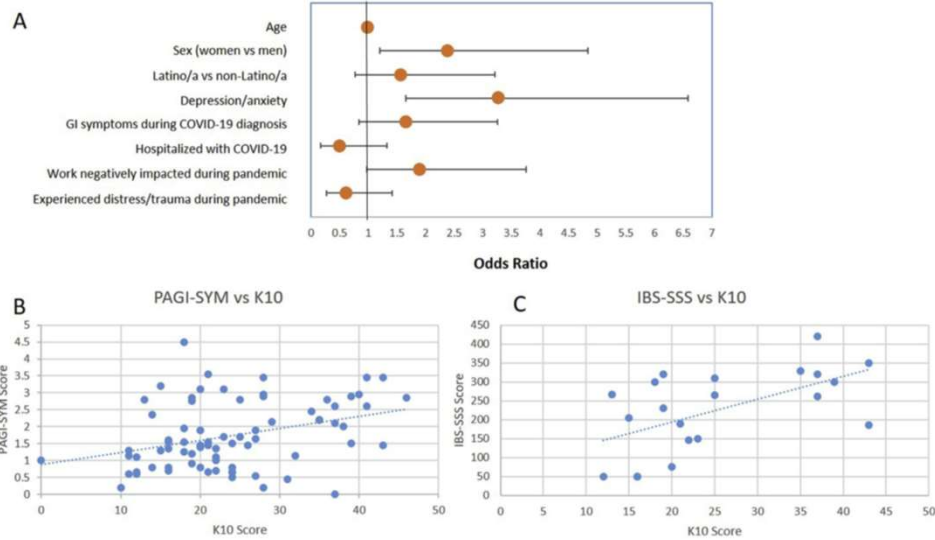 A
Age
Sex (women vs men)
Latino/a vs non-Latino/a
Depression/anxiety
GI symptoms during COVID-19 diagnosis
Hospitalized with COVID-19
Work negatively impacted during pandemic
Experienced distress/trauma during pandemic
0 0.5 1 1.5 2 2.5 3 3.5 4 4.5 5 5.5 6 6.5 7
Odds Ratio
B
PAGI-SYM vs K10
5
4.5
4
3.5
3
2.5
2
1.5
1
0.5
0
PAGI-SYM Score
0 10 20 30 40 50
K10 Score
C
IBS-SSS vs K10
450
400
350
300
250
200
150
100
50
0
IBS-SSS Score
0 5 10 15 20 25 30 35 40 45 50
K10 Score